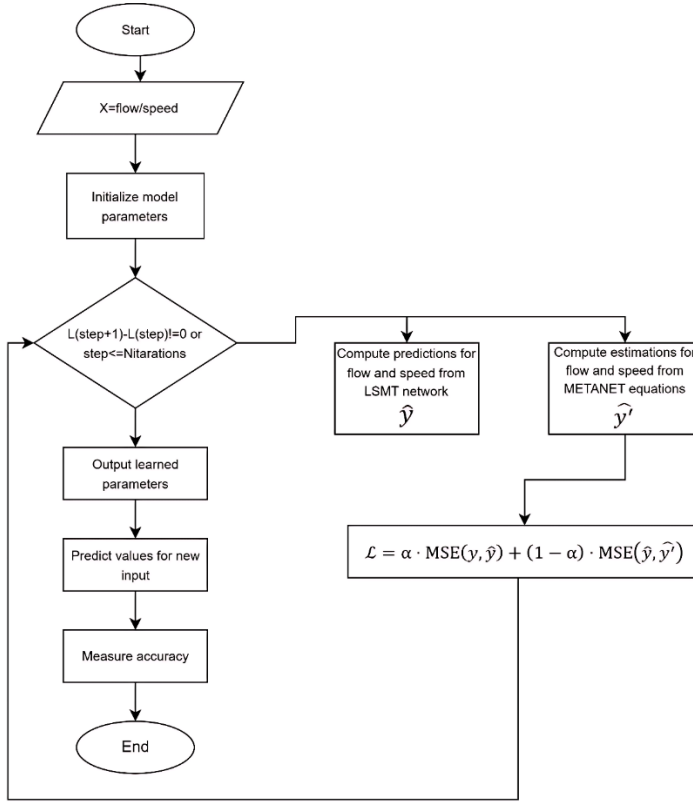 Start
X=flow/speed
Initialize model
parameters
L(step+1)-L(step)!=0 or
step<=Nitarations
Compute predictions for
flow and speed from
LSMT network
ŷ
Compute estimations for
flow and speed from
METANET equations
ŷ′
Output learned
parameters
ℒ = α · MSE(y, ŷ) + (1 − α) · MSE(ŷ, ŷ′)
Predict values for new
input
Measure accuracy
End